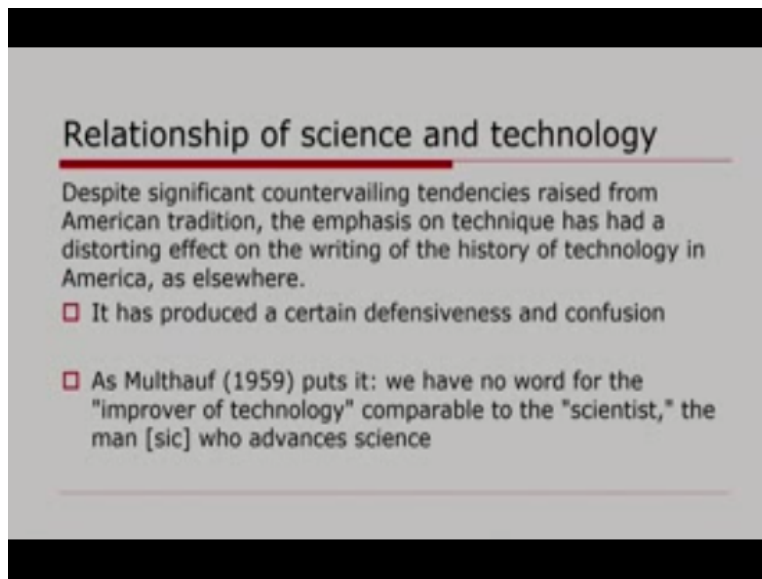 Relationship of science and technology
Despite significant countervailing tendencies raised from
American tradition, the emphasis on technique has had a
distorting effect on the writing of the history of technology in
America, as elsewhere.
It has produced a certain defensiveness and confusion
As Multhauf (1959) puts it: we have no word for the
"improver of technology" comparable to the "scientist," the
man [sic] who advances science